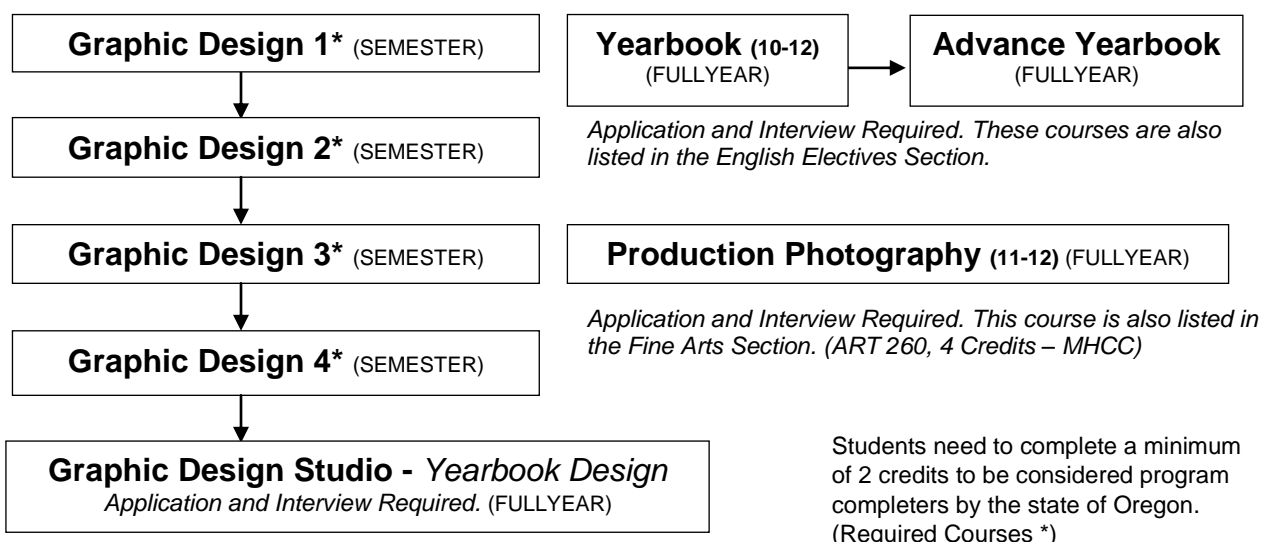 Graphic Design 1* (SEMESTER)
Graphic Design 2* (SEMESTER)
Graphic Design 3* (SEMESTER)
Graphic Design 4* (SEMESTER)
Graphic Design Studio - Yearbook Design
Application and Interview Required. (FULLYEAR)
Yearbook (10-12)
(FULLYEAR)
Advance Yearbook
(FULLYEAR)
Application and Interview Required. These courses are also
listed in the English Electives Section.
Production Photography (11-12) (FULLYEAR)
Application and Interview Required. This course is also listed in
the Fine Arts Section. (ART 260, 4 Credits – MHCC)
Students need to complete a minimum
of 2 credits to be considered program
completers by the state of Oregon.
(Required Courses *)